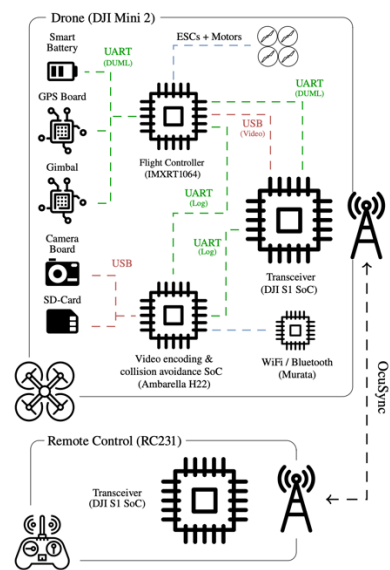 Drone (DJI Mini 2)
Smart
Battery
UART
(DUML)
ESCs + Motors
GPS Board
UART
(DUML)
USB
(Video)
Flight Controller
(IMXRT1064)
Gimbal
Camera
Board
UART
(Log)
UART
(Log)
USB
Transceiver
(DJI S1 SoC)
SD-Card
Video encoding &
collision avoidance SoC
(Ambarella H22)
WiFi / Bluetooth
(Murata)
OcuSync
Remote Control (RC231)
Transceiver
(DJI S1 SoC)